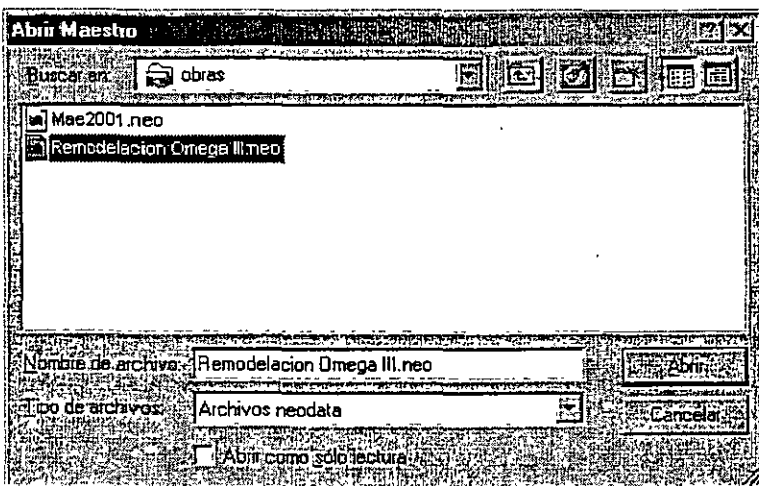 Abrir Maestro
Buscar en: obras
Mae2001.neo
Remodelacion Omega III.neo
Nombre de archivo: Remodelacion Omega III.neo Abrir
Tipo de archivos: Archivos neodata Cancelar
Abrir como sólo lectura